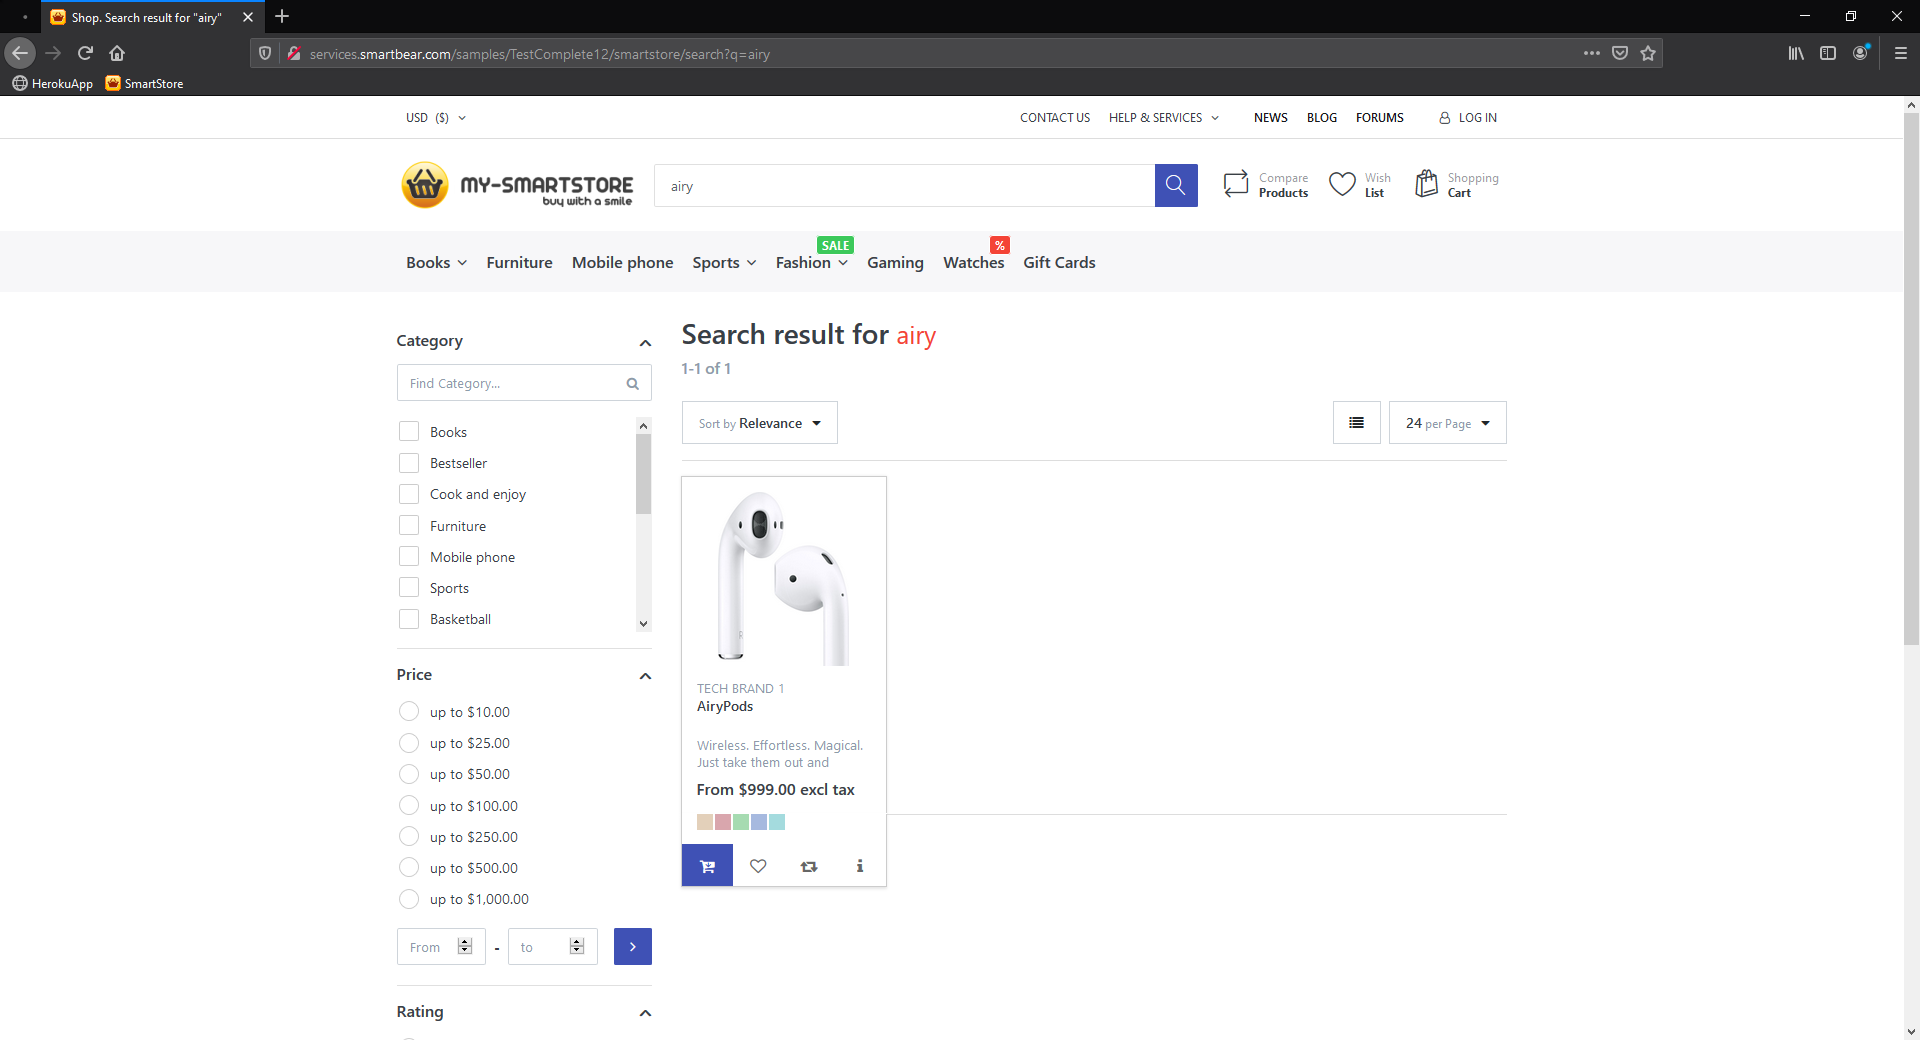 Shop. Search result for "airy"
services.smartbear.com/samples/TestComplete12/smartstore/search?q=airy
HerokuApp SmartStore
USD ($) CONTACT US HELP & SERVICES NEWS BLOG FORUMS LOG IN
MY-SMARTSTORE
buy with a smile
airy
Compare
Products
Wish
List
Shopping
Cart
SALE %
Books Furniture Mobile phone Sports Fashion Gaming Watches Gift Cards
Category
Find Category...
Books
Bestseller
Cook and enjoy
Furniture
Mobile phone
Sports
Basketball
Price
up to $10.00
up to $25.00
up to $50.00
up to $100.00
up to $250.00
up to $500.00
up to $1,000.00
From - to
Rating
Search result for airy
1-1 of 1
Sort by Relevance 24 per Page
R
TECH BRAND 1
AiryPods
Wireless. Effortless. Magical.
Just take them out and
From $999.00 excl tax